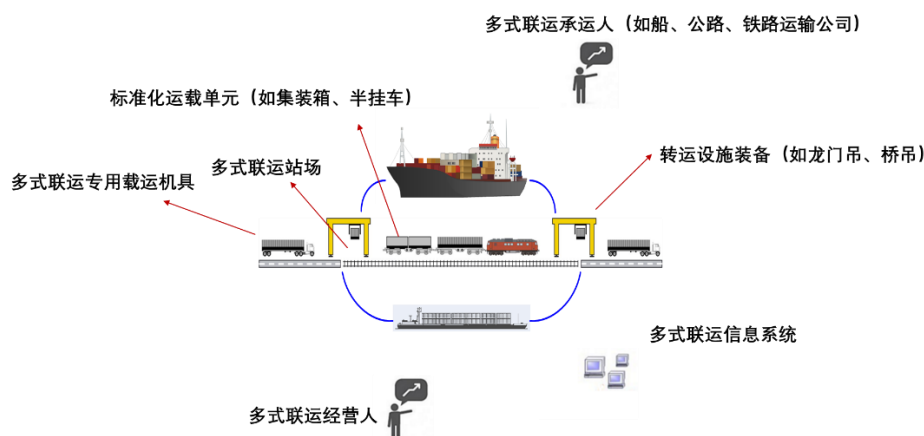 多式联运承运人（如船、公路、铁路运输公司）
标准化运载单元（如集装箱、半挂车）
多式联运站场
转运设施装备（如龙门吊、桥吊）
多式联运专用载运机具
多式联运信息系统
多式联运经营人